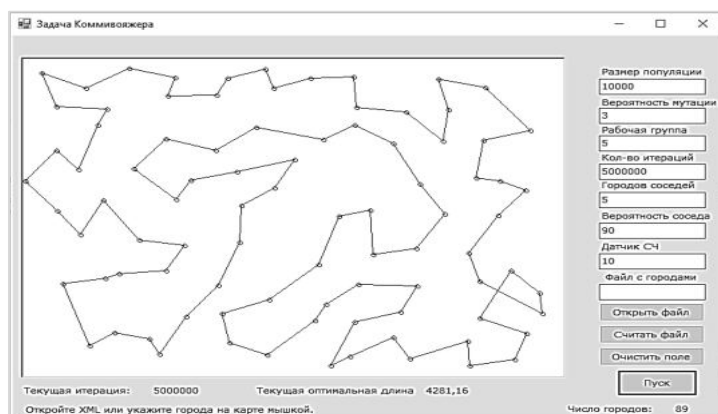 Задача Коммивояжера
Размер популяции
10000
Вероятность мутации
3
Рабочая группа
5
Кол-во итераций
5000000
Городов соседей
5
Вероятность соседа
90
Датчик СЧ
10
Файл с городами
Открыть файл
Считать файл
Очистить поле
Пуск
Текущая итерация: 5000000 Текущая оптимальная длина 4281,16
Откройте XML или укажите города на карте мышкой. Число городов: 89